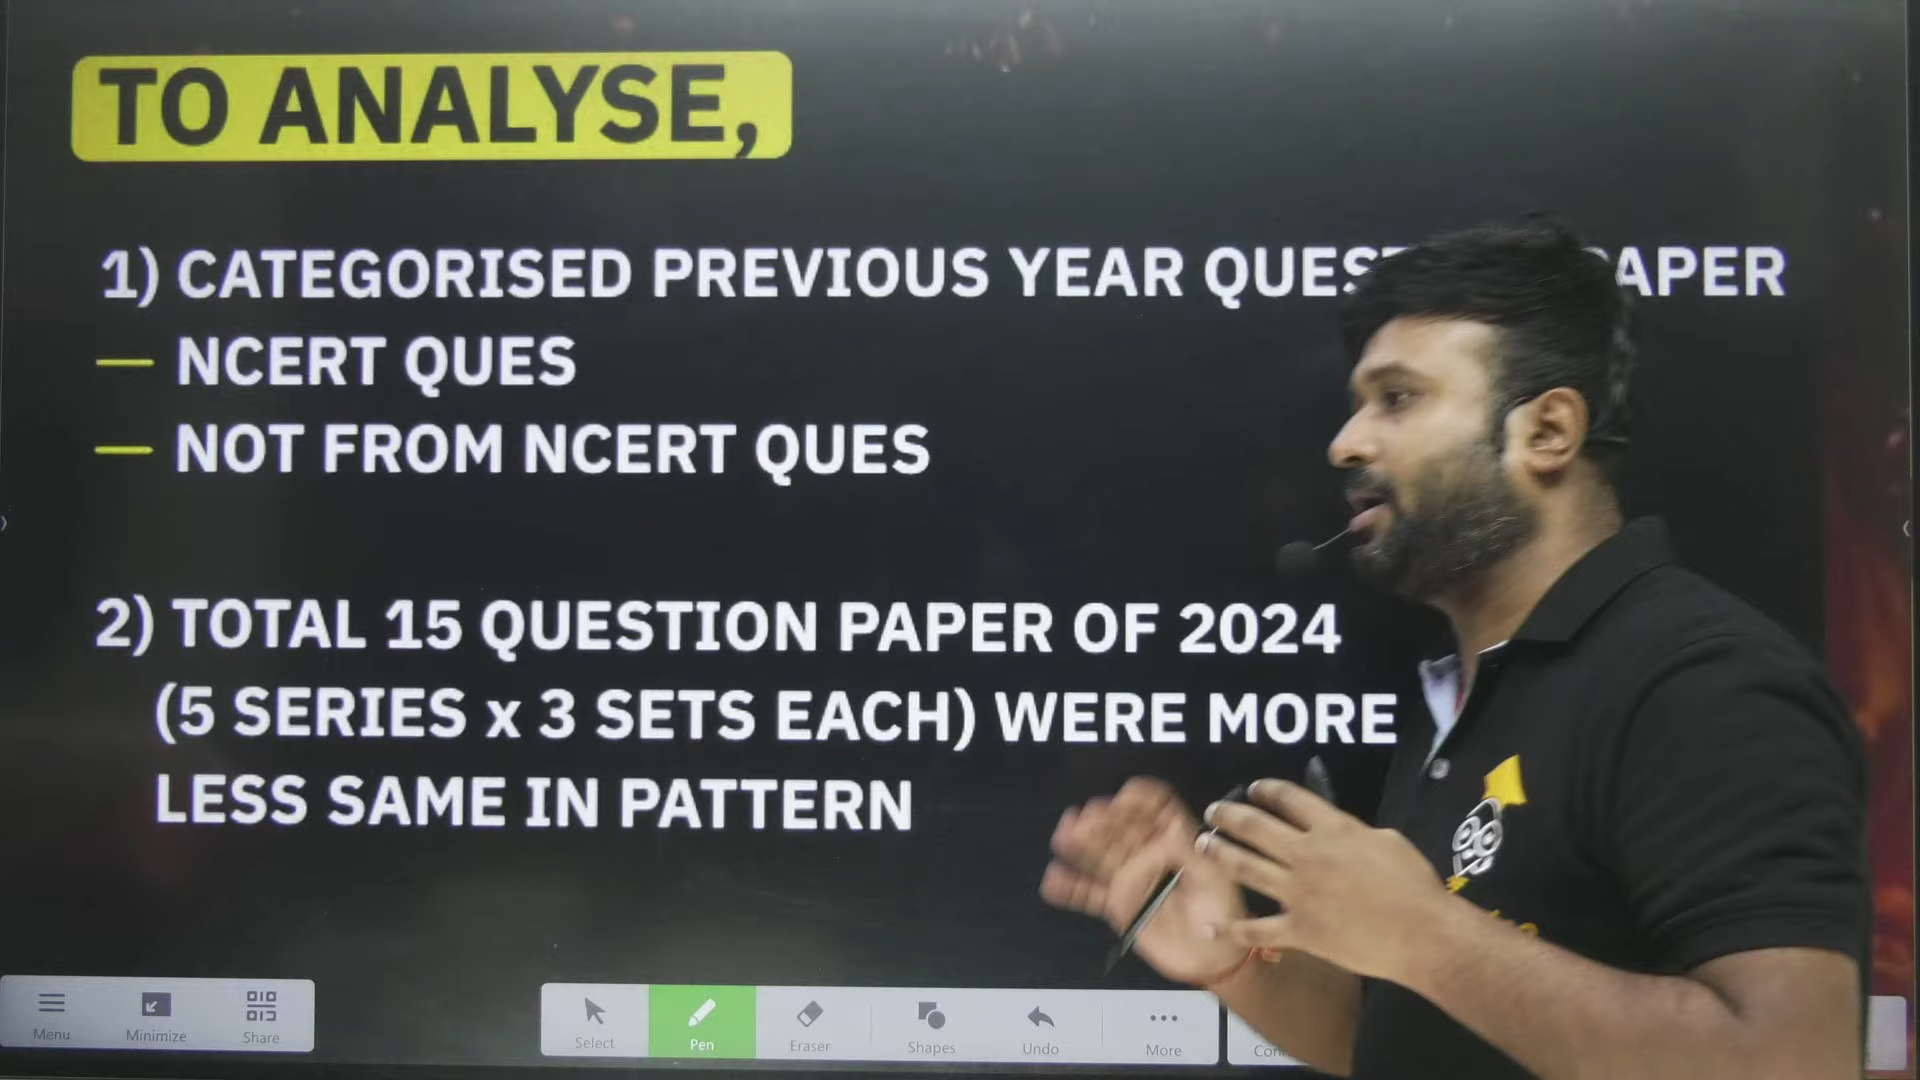 TO ANALYSE,
1) CATEGORISED PREVIOUS YEAR
— NCERT QUES
— NOT FROM NCERT QUES
2) TOTAL 15 QUESTION PAPER OF 2024
(5 SERIES x 3 SETS EACH) WERE MORE
LESS SAME IN PATTERN
Menu Minimize Share Select Pen Eraser Shapes Undo More